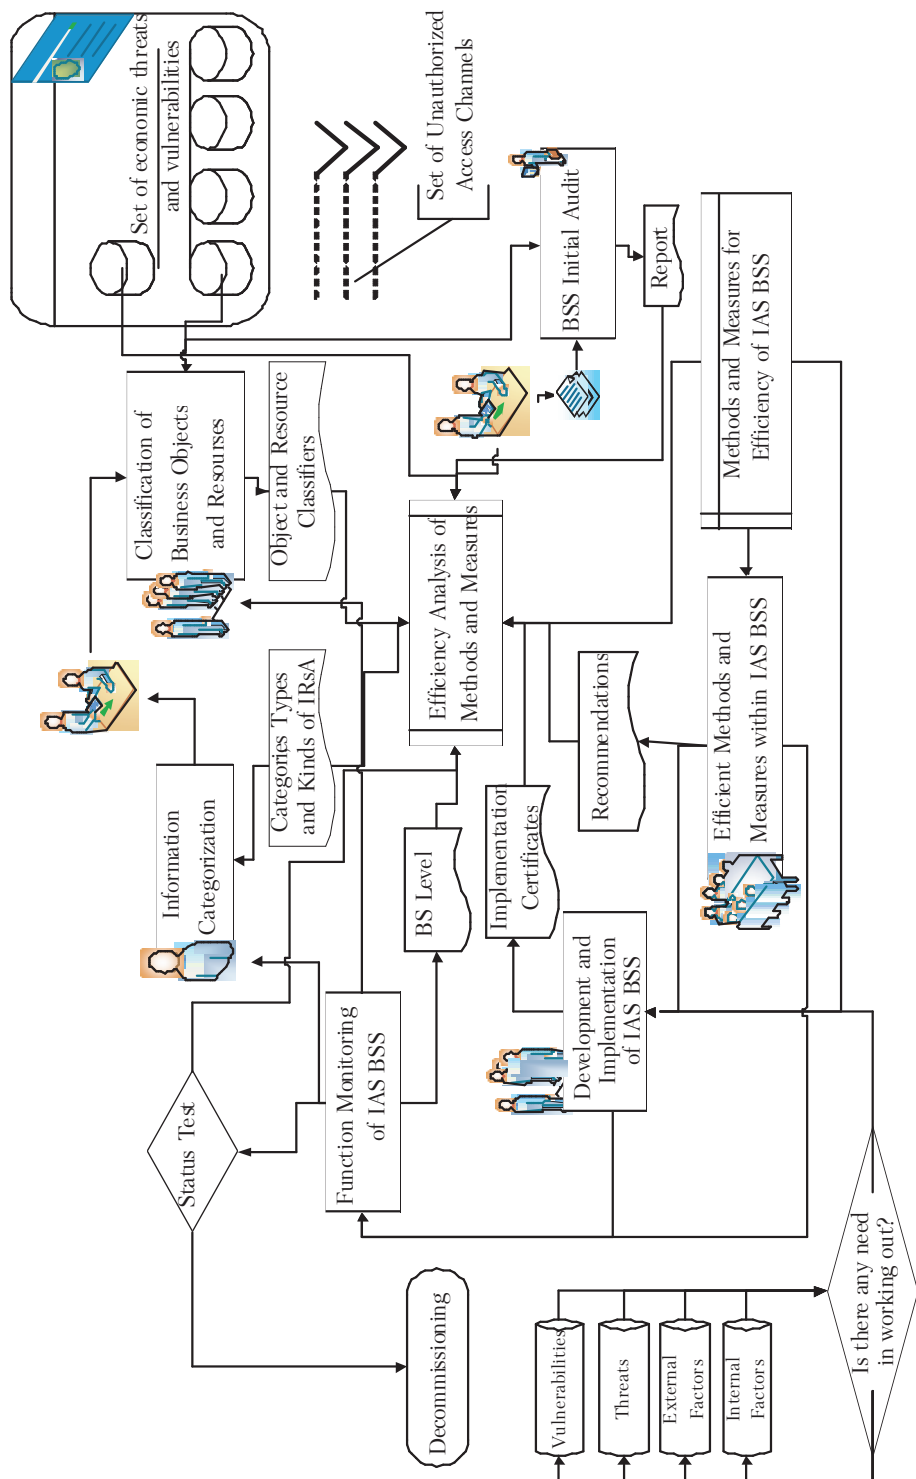 Set of economic threats
and vulnerabilities
Set of Unauthorized
Access Channels
BSS Initial Audit
Report
Methods and Measures for
Efficiency of IAS BSS
Classification of
Business Objects
and Resourses
Object and Resource
Classifiers
Efficiency Analysis of
Methods and Measures
Information
Categorization
Categories Types
and Kinds of IRsA
BS Level
Implementation
Certificates
Recommendations
Efficient Methods and
Measures within IAS BSS
Status Test
Function Monitoring
of IAS BSS
Development and
Implementation
of IAS BSS
Decommissioning
Vulnerabilities
Threats
External
Factors
Internal
Factors
Is there any need
in working out?